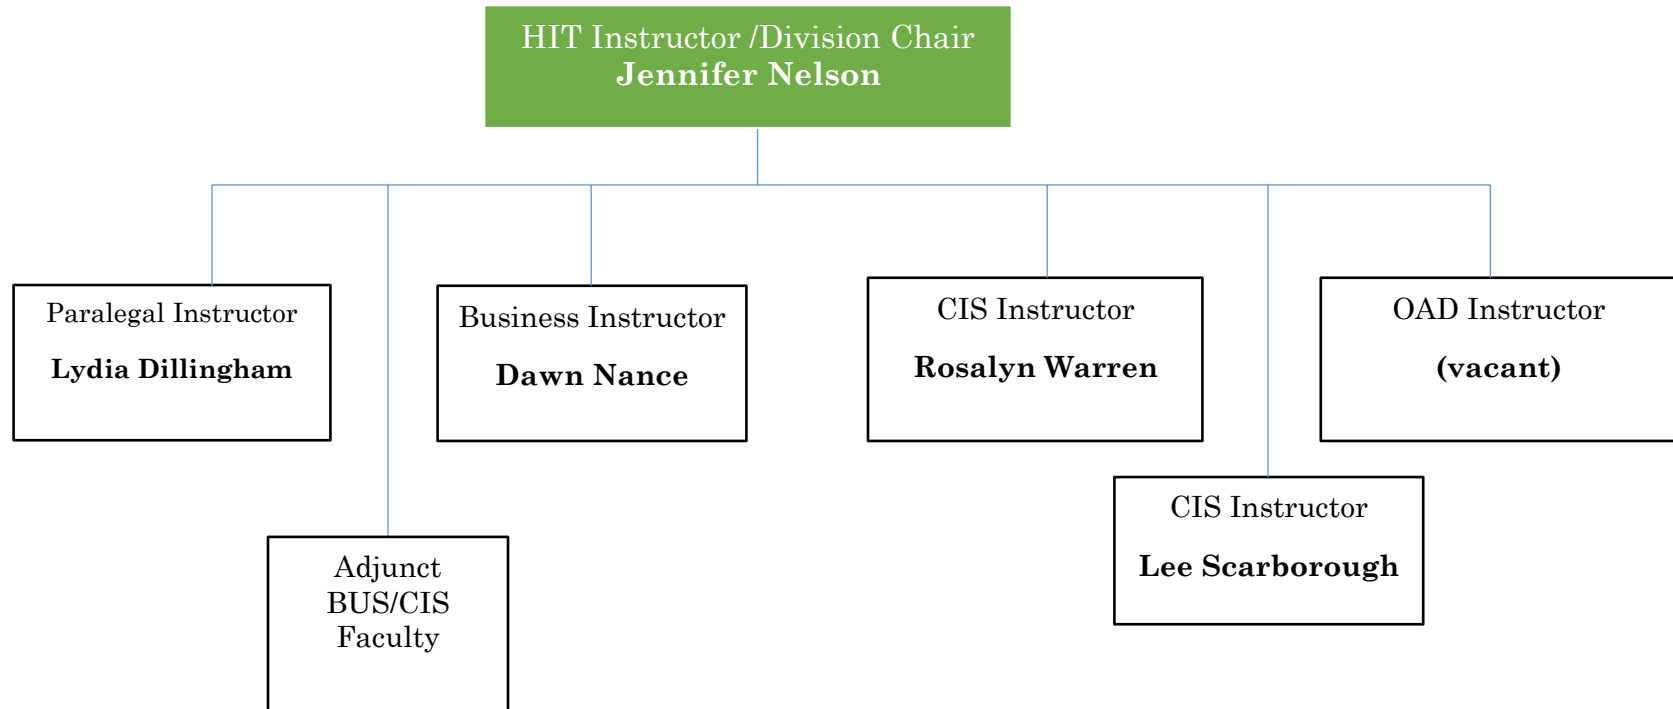 HIT Instructor /Division Chair
Jennifer Nelson
Paralegal Instructor
Lydia Dillingham
Business Instructor
Dawn Nance
CIS Instructor
Rosalyn Warren
OAD Instructor
(vacant)
Adjunct
BUS/CIS
Faculty
CIS Instructor
Lee Scarborough